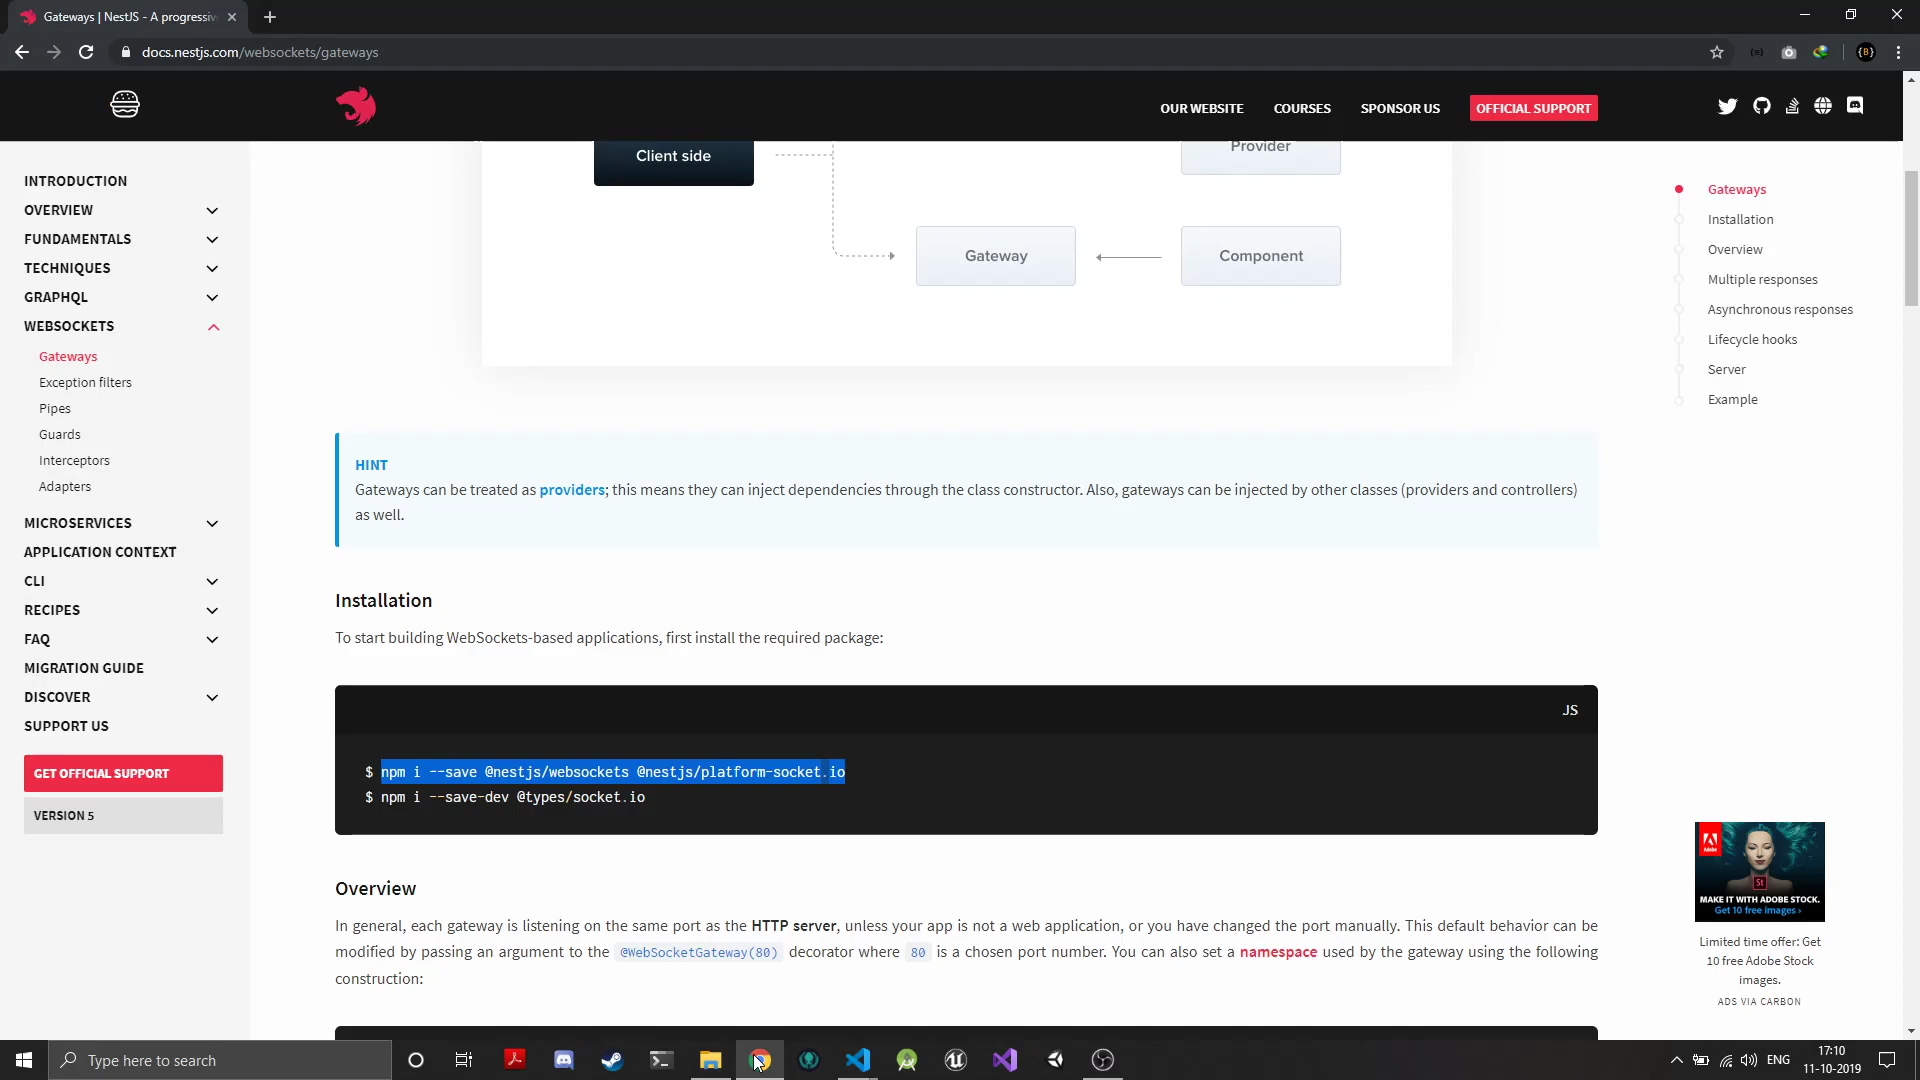 Gateways | NestJS - A progressiv
docs.nestjs.com/websockets/gateways
OUR WEBSITE
COURSES
SPONSOR US
OFFICIAL SUPPORT
INTRODUCTION
OVERVIEW
FUNDAMENTALS
TECHNIQUES
GRAPHQL
WEBSOCKETS
Gateways
Exception filters
Pipes
Guards
Interceptors
Adapters
MICROSERVICES
APPLICATION CONTEXT
CLI
RECIPES
FAQ
MIGRATION GUIDE
DISCOVER
SUPPORT US
GET OFFICIAL SUPPORT
VERSION 5
Client side
Provider
Gateway
Component
HINT
Gateways can be treated as providers; this means they can inject dependencies through the class constructor. Also, gateways can be injected by other classes (providers and controllers)
as well.
Installation
To start building WebSockets-based applications, first install the required package:
JS
$ npm i --save @nestjs/websockets @nestjs/platform-socket.io
$ npm i --save-dev @types/socket.io
Overview
In general, each gateway is listening on the same port as the HTTP server, unless your app is not a web application, or you have changed the port manually. This default behavior can be
modified by passing an argument to the @WebSocketGateway(80) decorator where 80 is a chosen port number. You can also set a namespace used by the gateway using the following
construction:
Gateways
Installation
Overview
Multiple responses
Asynchronous responses
Lifecycle hooks
Server
Example
Adobe
St
MAKE IT WITH ADOBE STOCK.
Get 10 free images ›
Limited time offer: Get
10 free Adobe Stock
images.
ADS VIA CARBON
Type here to search
ENG
17:10
11-10-2019